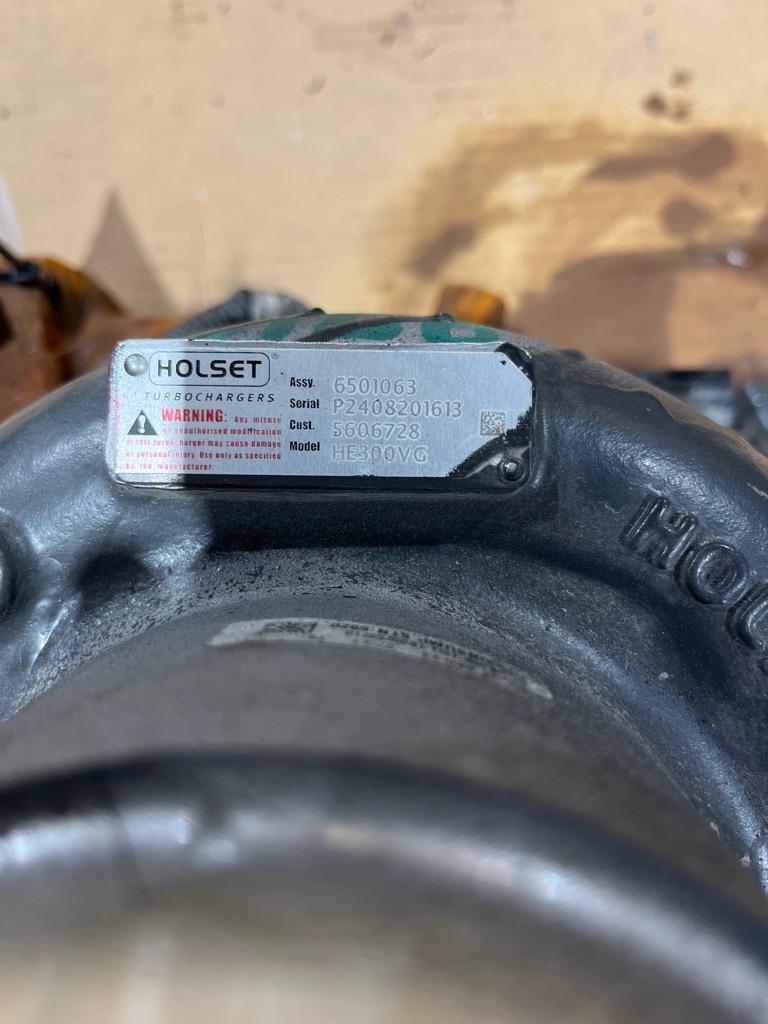 HOLSET®
TURBOCHARGERS
WARNING: Any misuse
or unauthorised modification
of this turbocharger may cause damage
or personal injury. Use only as specified
by the manufacturer
Assy. 6501063
Serial P2408201613
Cust. 5606728
Model HE300VG
HOL